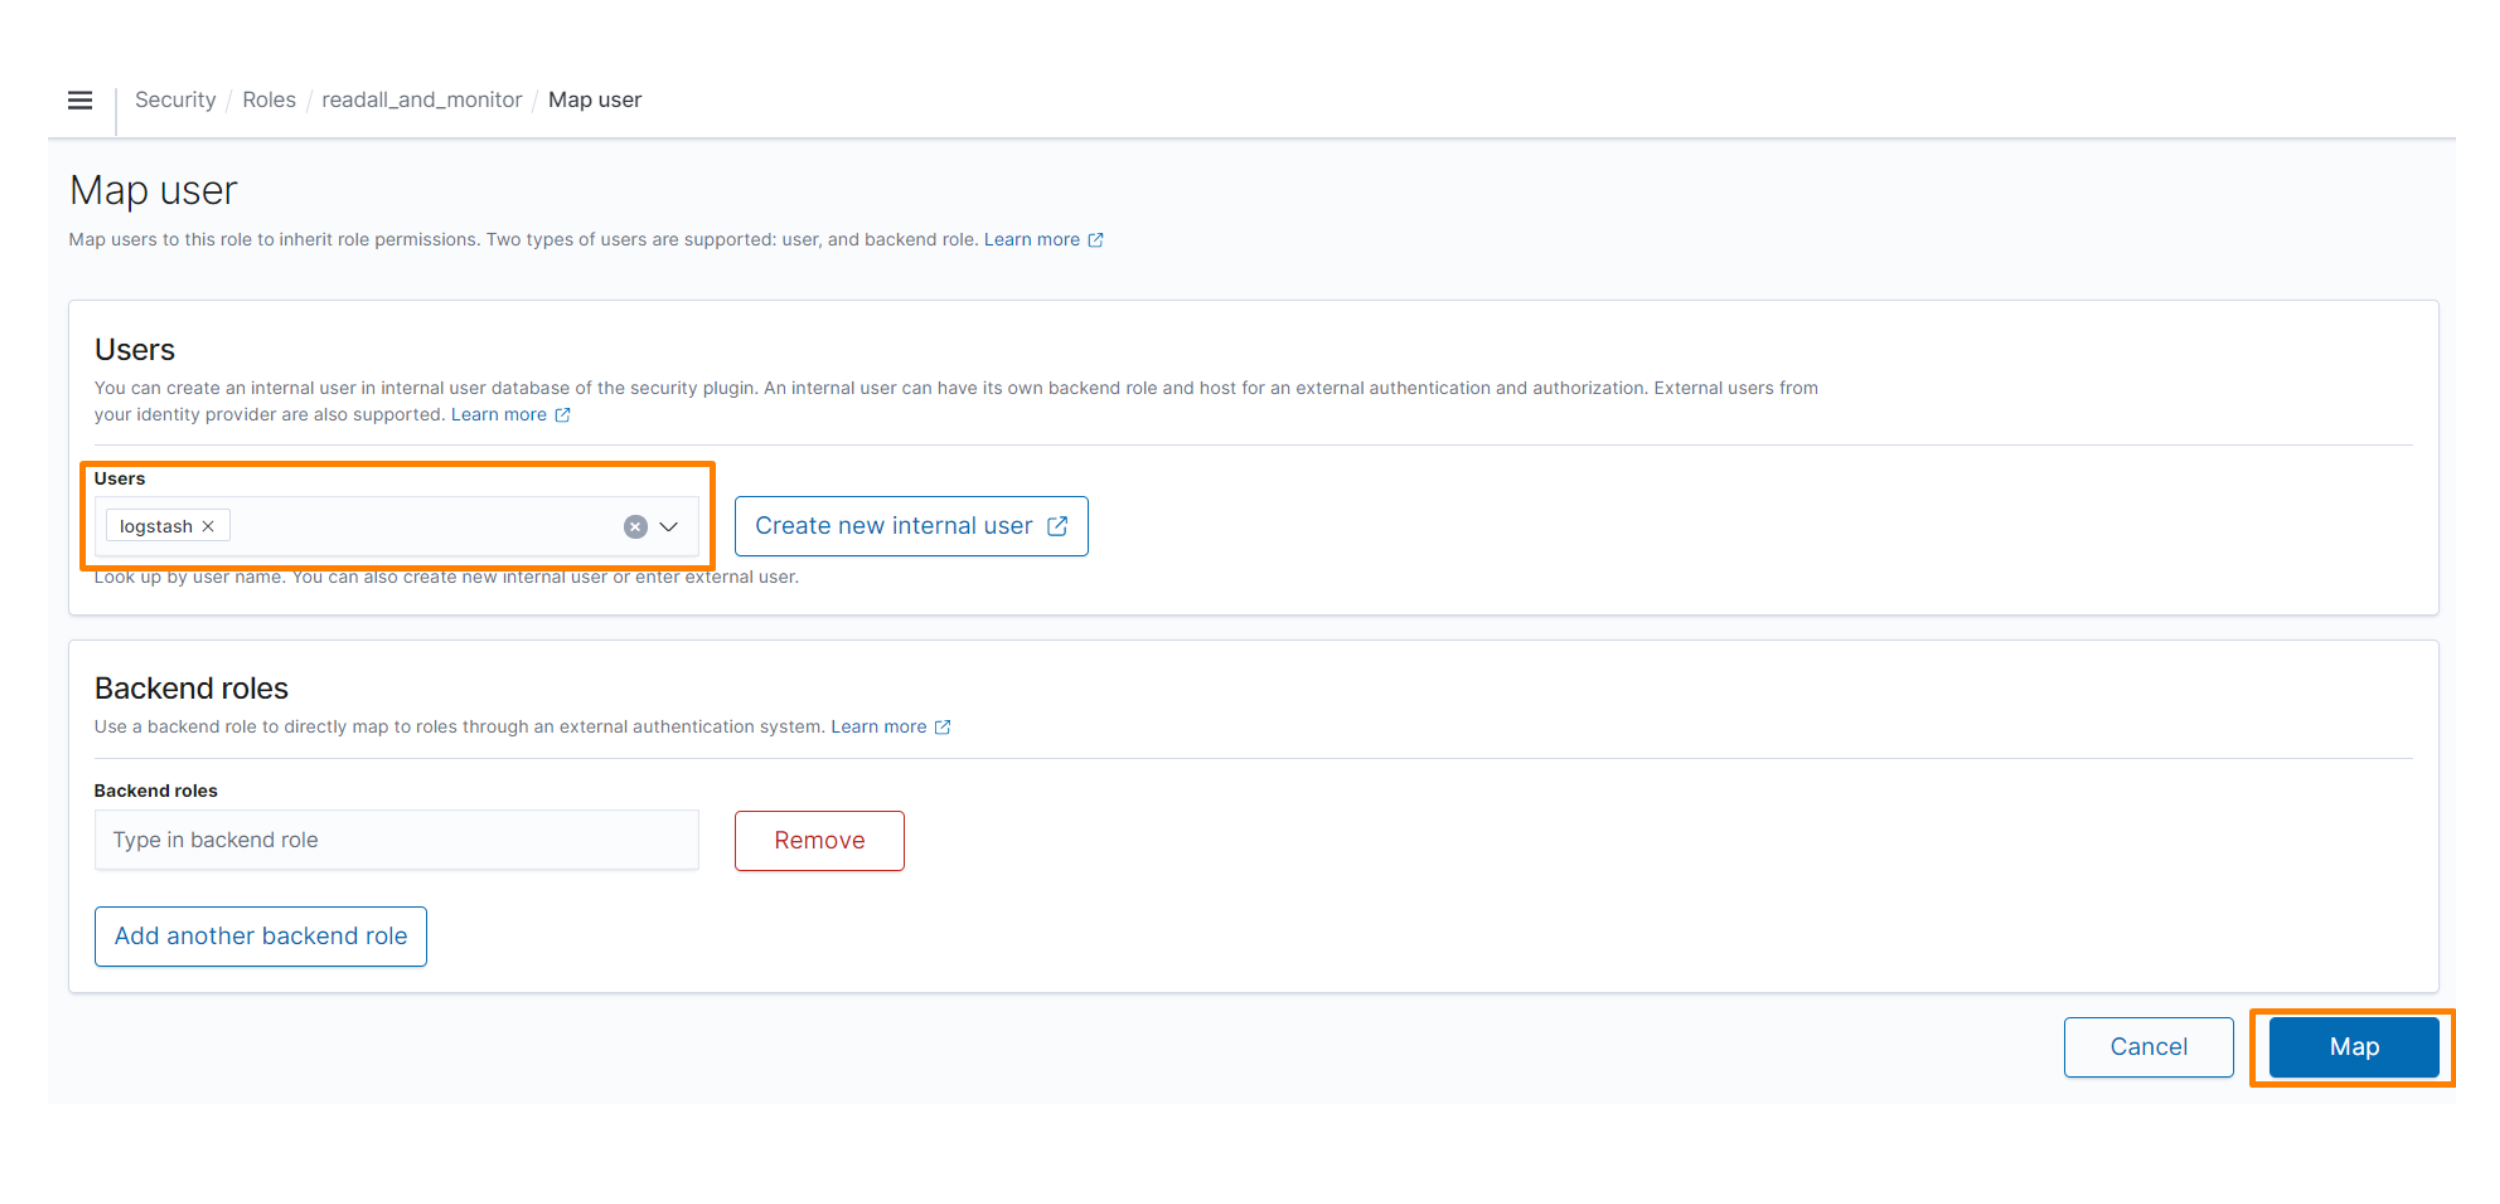 Security / Roles / readall_and_monitor / Map user
Map user
Map users to this role to inherit role permissions. Two types of users are supported: user, and backend role. Learn more
Users
You can create an internal user in internal user database of the security plugin. An internal user can have its own backend role and host for an external authentication and authorization. External users from
your identity provider are also supported. Learn more
Users
logstash
Create new internal user
Look up by user name. You can also create new internal user or enter external user.
Backend roles
Use a backend role to directly map to roles through an external authentication system. Learn more
Backend roles
Type in backend role
Remove
Add another backend role
Cancel
Map